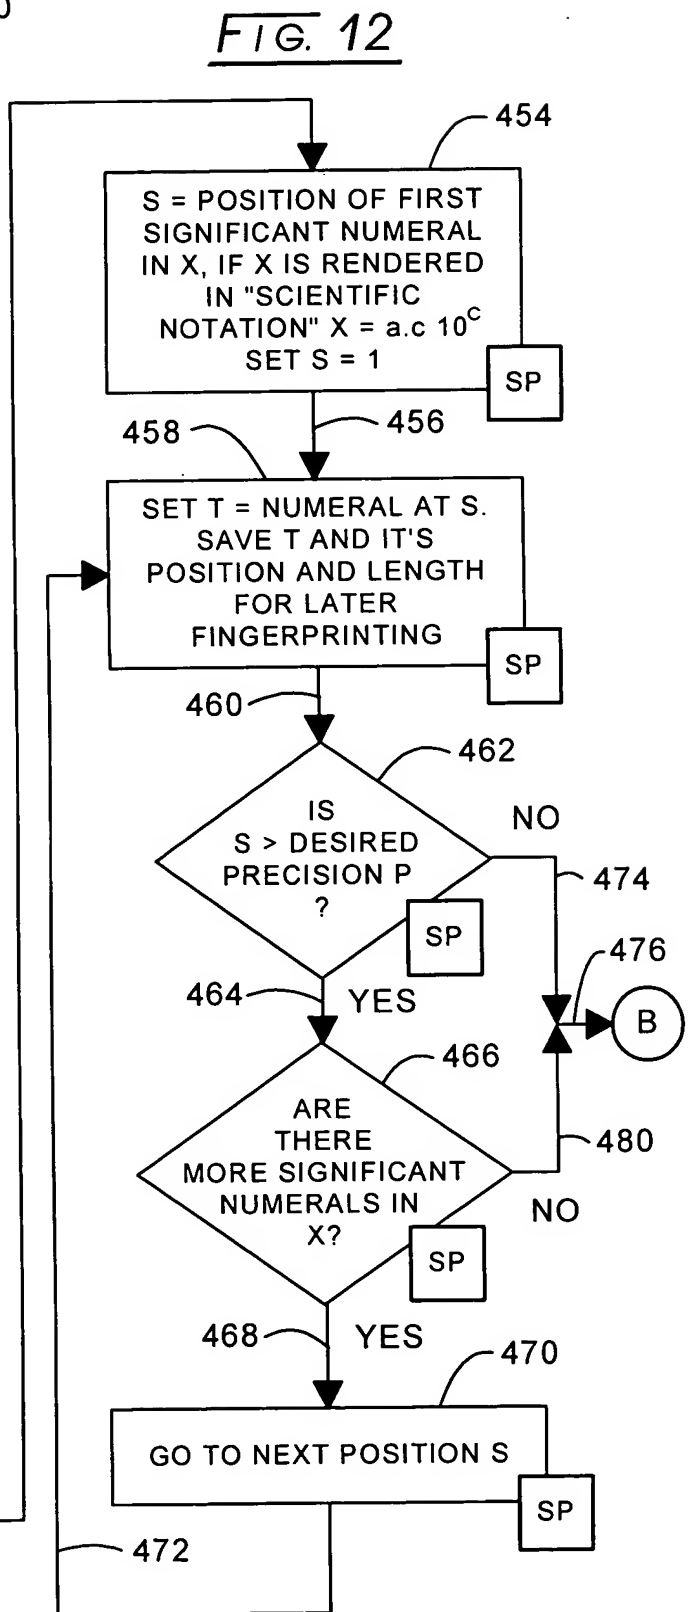 0
FIG. 12
454
S = POSITION OF FIRST
SIGNIFICANT NUMERAL
IN X, IF X IS RENDERED
IN "SCIENTIFIC
NOTATION" X = a.c 10^C
SET S = 1
SP
456
458
SET T = NUMERAL AT S.
SAVE T AND IT'S
POSITION AND LENGTH
FOR LATER
FINGERPRINTING
SP
460
462
IS
S > DESIRED
PRECISION P
?
NO
474
SP
476
B
464
YES
466
ARE
THERE
MORE SIGNIFICANT
NUMERALS IN
X?
480
NO
SP
468
YES
470
GO TO NEXT POSITION S
SP
472